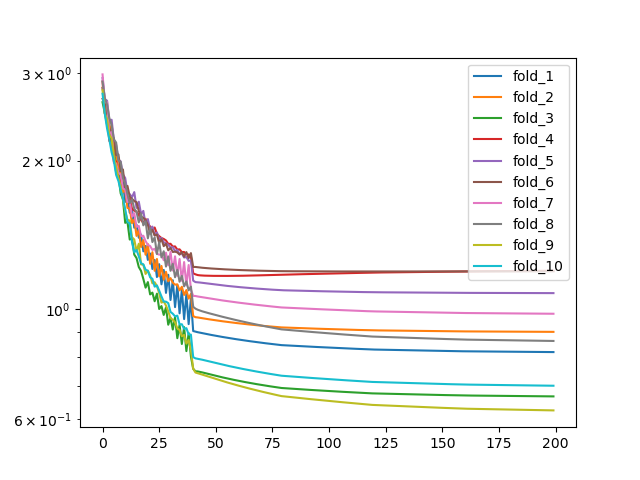 3 × 10⁰
2 × 10⁰
10⁰
6 × 10⁻¹
0 25 50 75 100 125 150 175 200
fold_1
fold_2
fold_3
fold_4
fold_5
fold_6
fold_7
fold_8
fold_9
fold_10